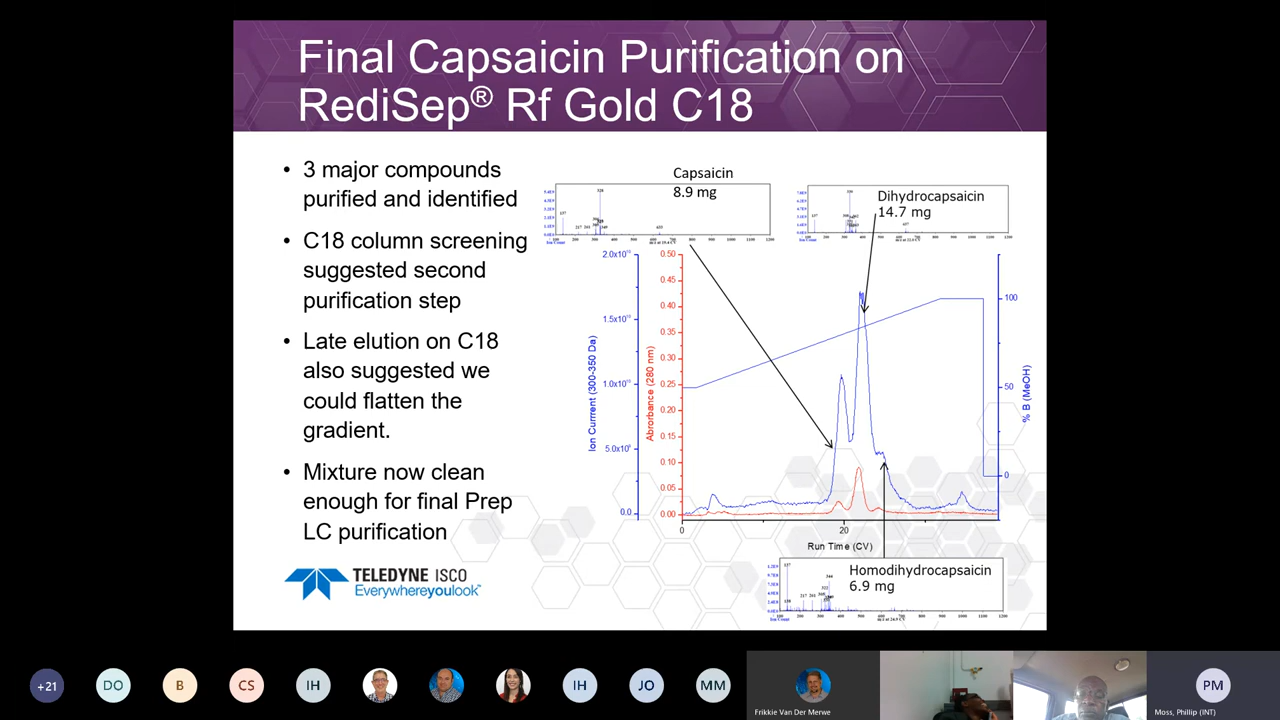 Final Capsaicin Purification on
RediSep® Rf Gold C18
• 3 major compounds
purified and identified
• C18 column screening
suggested second
purification step
• Late elution on C18
also suggested we
could flatten the
gradient.
• Mixture now clean
enough for final Prep
LC purification
TELEDYNE ISCO
Everywhereyoulook™
Capsaicin
8.9 mg
Dihydrocapsaicin
14.7 mg
Homodihydrocapsaicin
6.9 mg
Ion Currrent (300-350 Da)
2.0x10¹⁰
1.5x10¹⁰
1.0x10¹⁰
5.0x10⁹
0.0
Abrorbance (280 nm)
0.50
0.45
0.40
0.35
0.30
0.25
0.20
0.15
0.10
0.05
0.00
0
20
Run Time (CV)
100
50
0
% B (MeOH)
+21
DO
B
CS
IH
IH
JO
MM
Frikkie Van Der Merwe
PM
Moss, Phillip (INT)